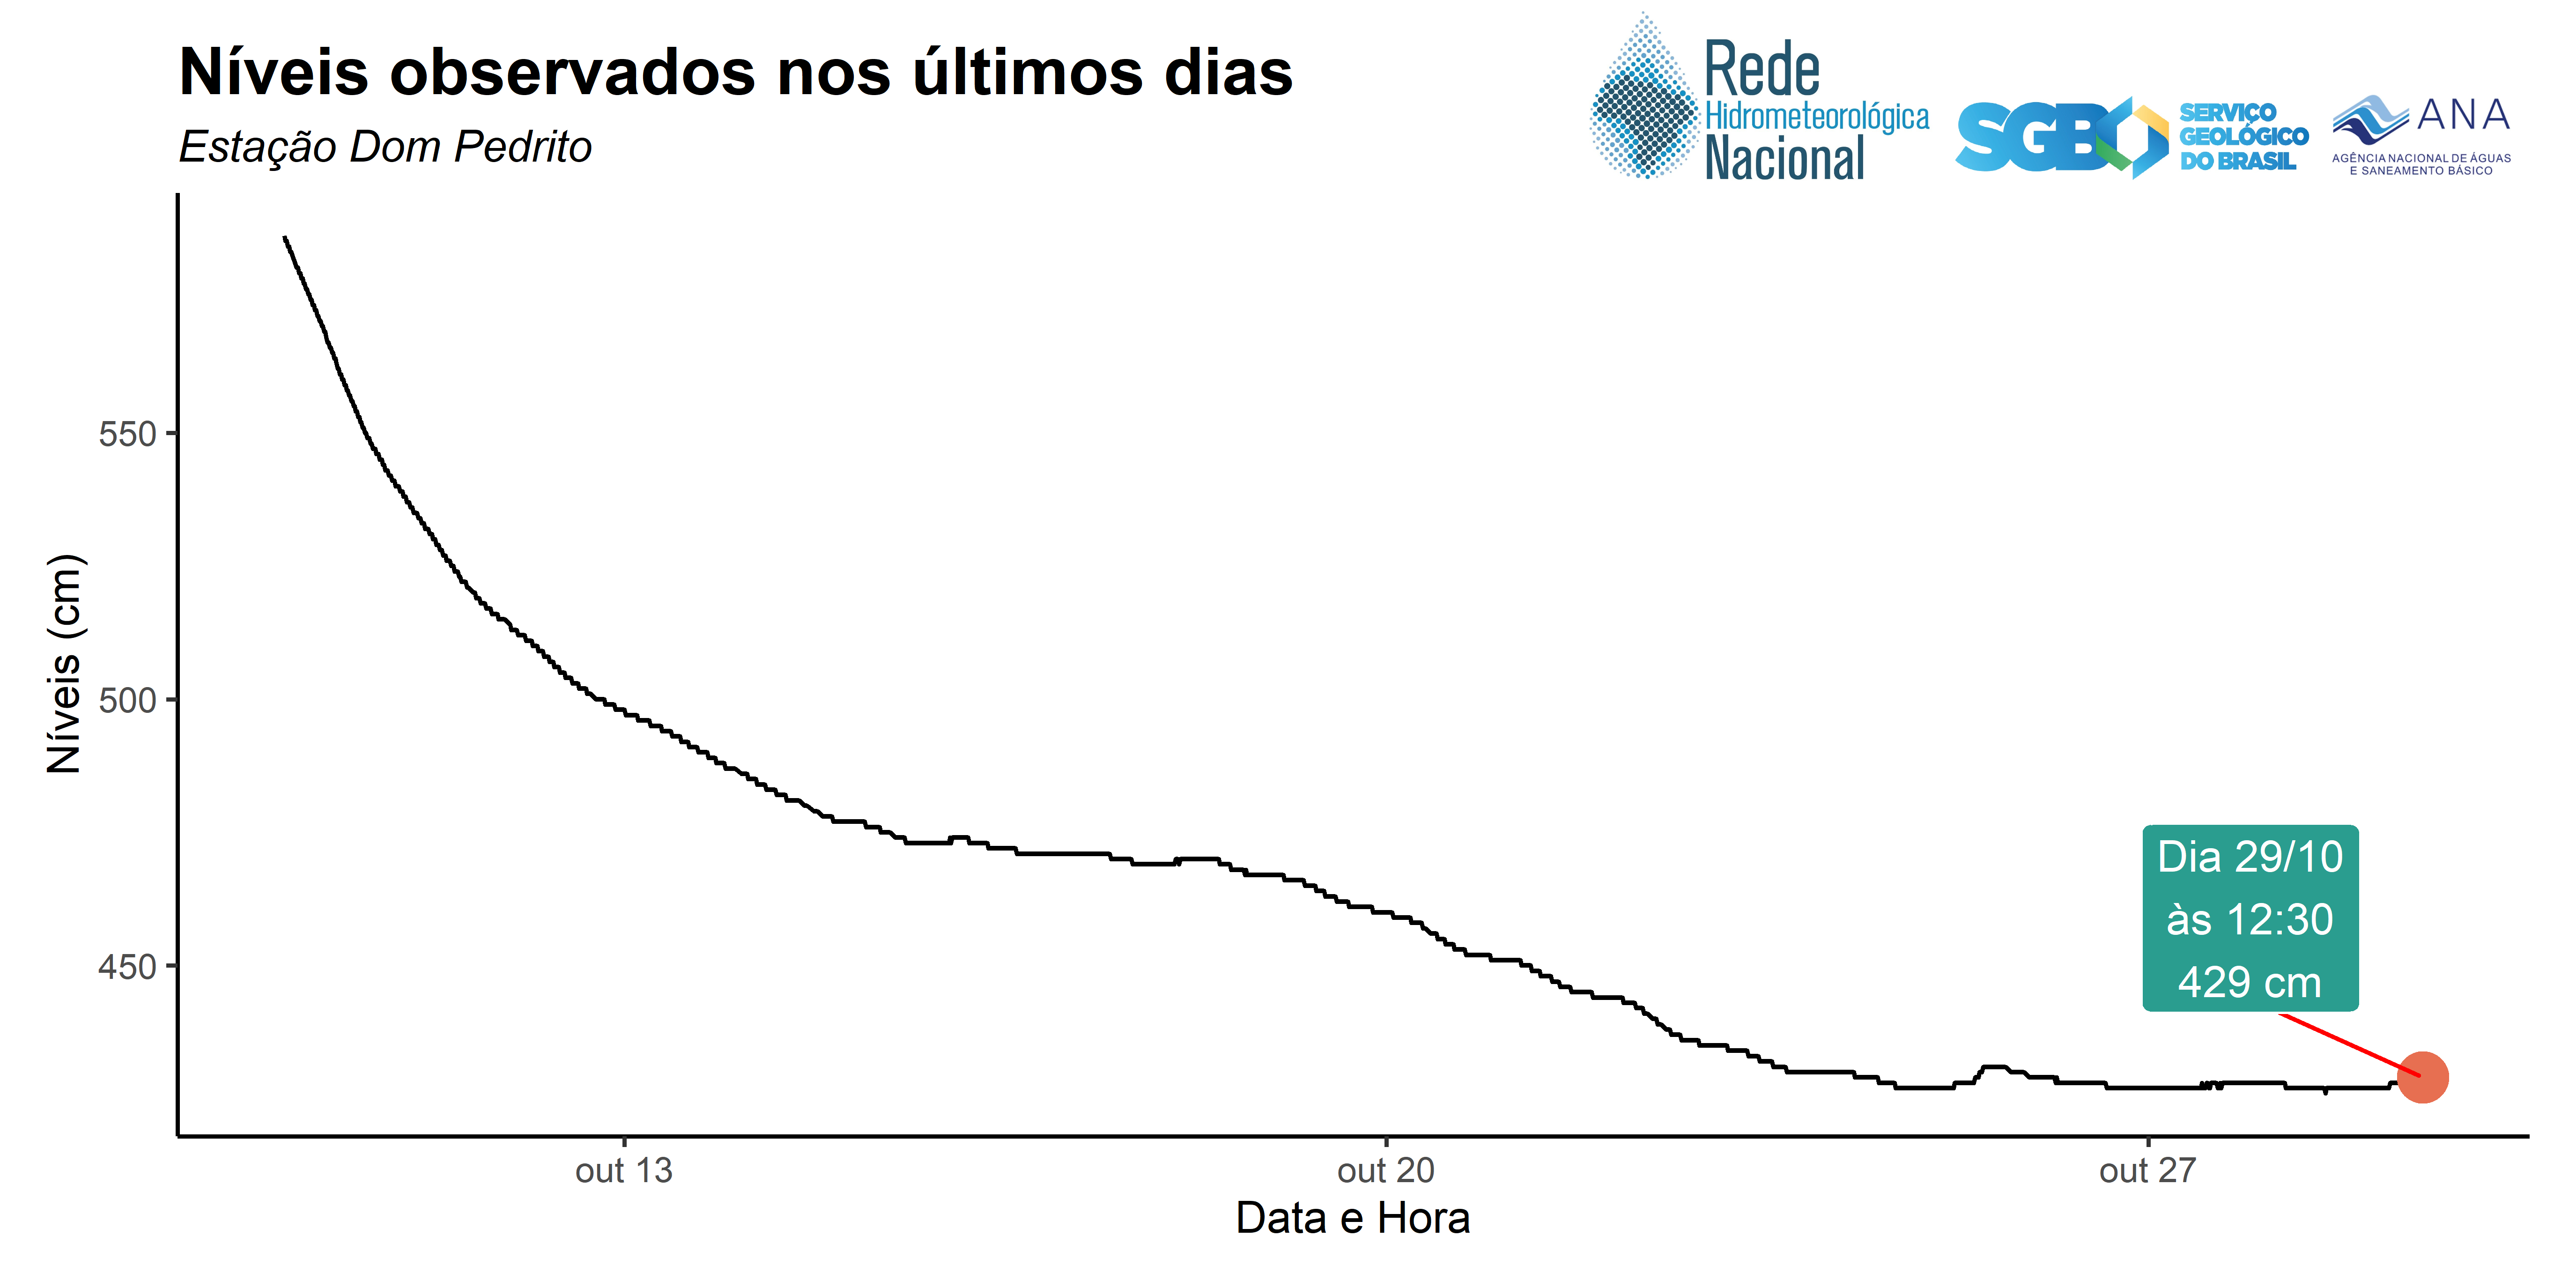 Níveis observados nos últimos dias
Estação Dom Pedrito
Rede
Hidrometeorológica
Nacional
SGB
SERVIÇO
GEOLÓGICO
DO BRASIL
ANA
AGÊNCIA NACIONAL DE ÁGUAS
E SANEAMENTO BÁSICO
Níveis (cm)
550
500
450
Dia 29/10
às 12:30
429 cm
out 13
out 20
out 27
Data e Hora